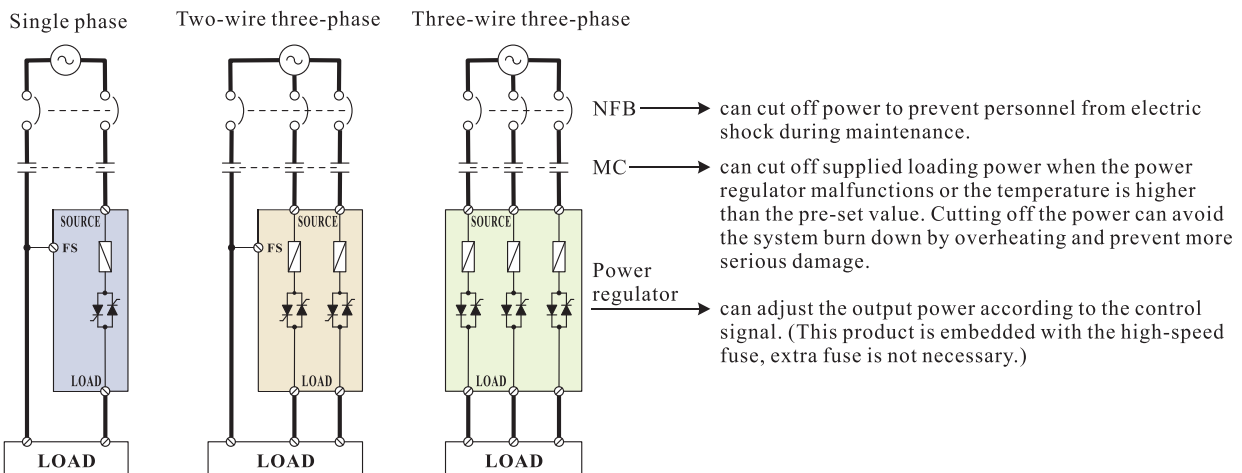 Single phase
Two-wire three-phase
Three-wire three-phase
NFB
can cut off power to prevent personnel from electric
shock during maintenance.
MC
can cut off supplied loading power when the power
regulator malfunctions or the temperature is higher
than the pre-set value. Cutting off the power can avoid
the system burn down by overheating and prevent more
serious damage.
SOURCE
FS
LOAD
SOURCE
FS
LOAD
SOURCE
LOAD
Power
regulator
can adjust the output power according to the control
signal. (This product is embedded with the high-speed
fuse, extra fuse is not necessary.)
LOAD
LOAD
LOAD